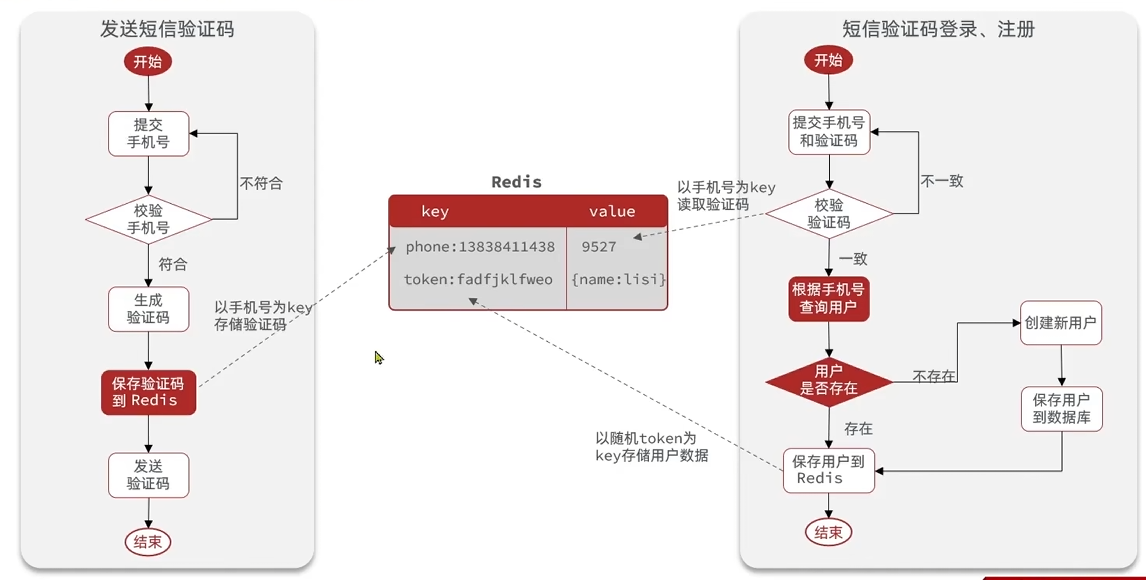 发送短信验证码
开始
提交
手机号
不符合
校验
手机号
符合
生成
验证码
以手机号为key
存储验证码
保存验证码
到 Redis
发送
验证码
结束
Redis
key value
phone:13838411438 9527
token:fadfjklfweo {name:lisi}
以手机号为key
读取验证码
以随机token为
key存储用户数据
短信验证码登录、注册
开始
提交手机号
和验证码
不一致
校验
验证码
一致
根据手机号
查询用户
用户
是否存在
不存在
创建新用户
保存用户
到数据库
存在
保存用户到
Redis
结束